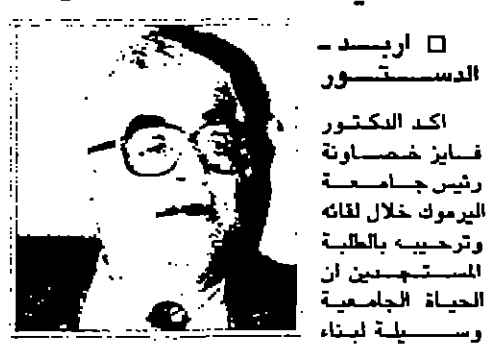 □ اربد -
الدستور
اكد الدكتور
فايز خصاونة
رئيس جامعة
اليرموك خلال لقائه
وترحيبه بالطلبة
المستجدين ان
الحياة الجامعية
وسيلة لبناء